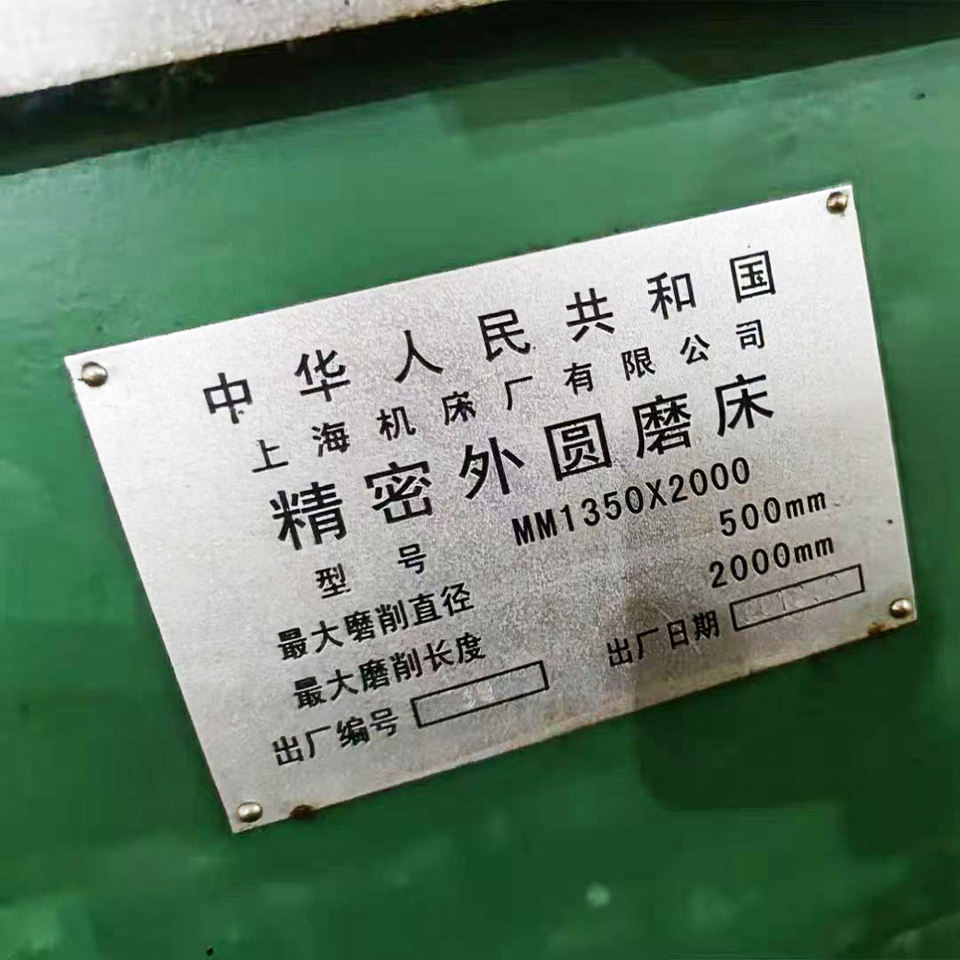 中华人民共和国
上海机床厂有限公司
精密外圆磨床
型号 MM1350X2000
最大磨削直径 500mm
最大磨削长度 2000mm
出厂编号 出厂日期